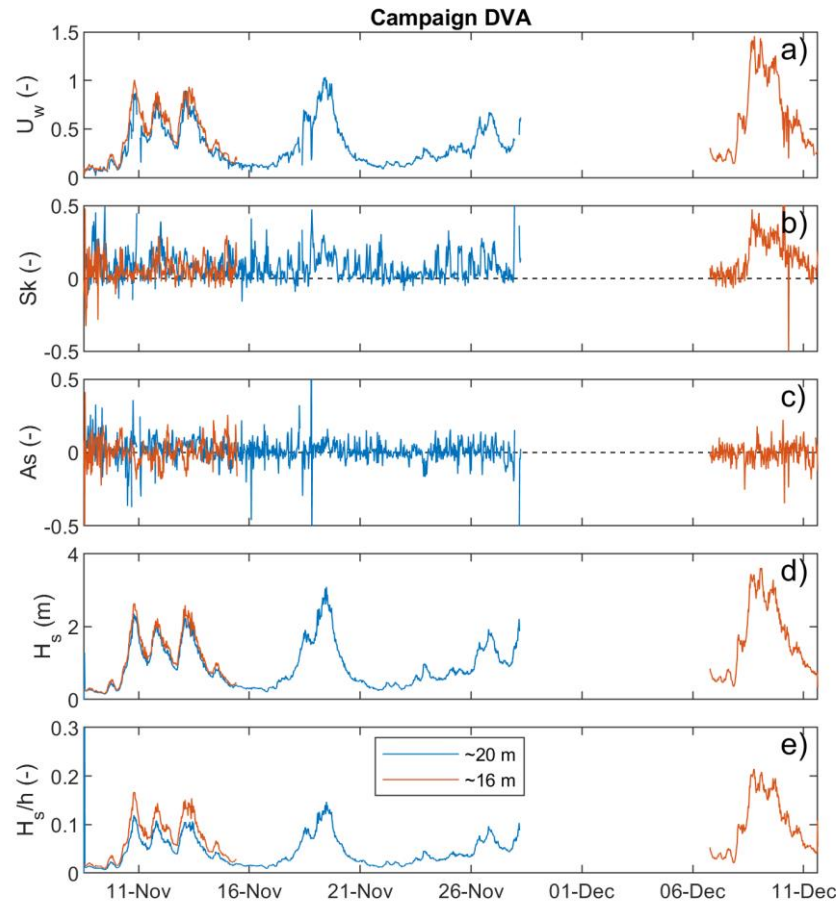 Campaign DVA
a)
1.5
1
0.5
0
U_w (-)
b)
0.5
0
-0.5
Sk (-)
c)
0.5
0
-0.5
As (-)
d)
4
2
0
H_s (m)
e)
0.3
0.2
0.1
0
H_s/h (-)
~20 m
~16 m
11-Nov 16-Nov 21-Nov 26-Nov 01-Dec 06-Dec 11-Dec